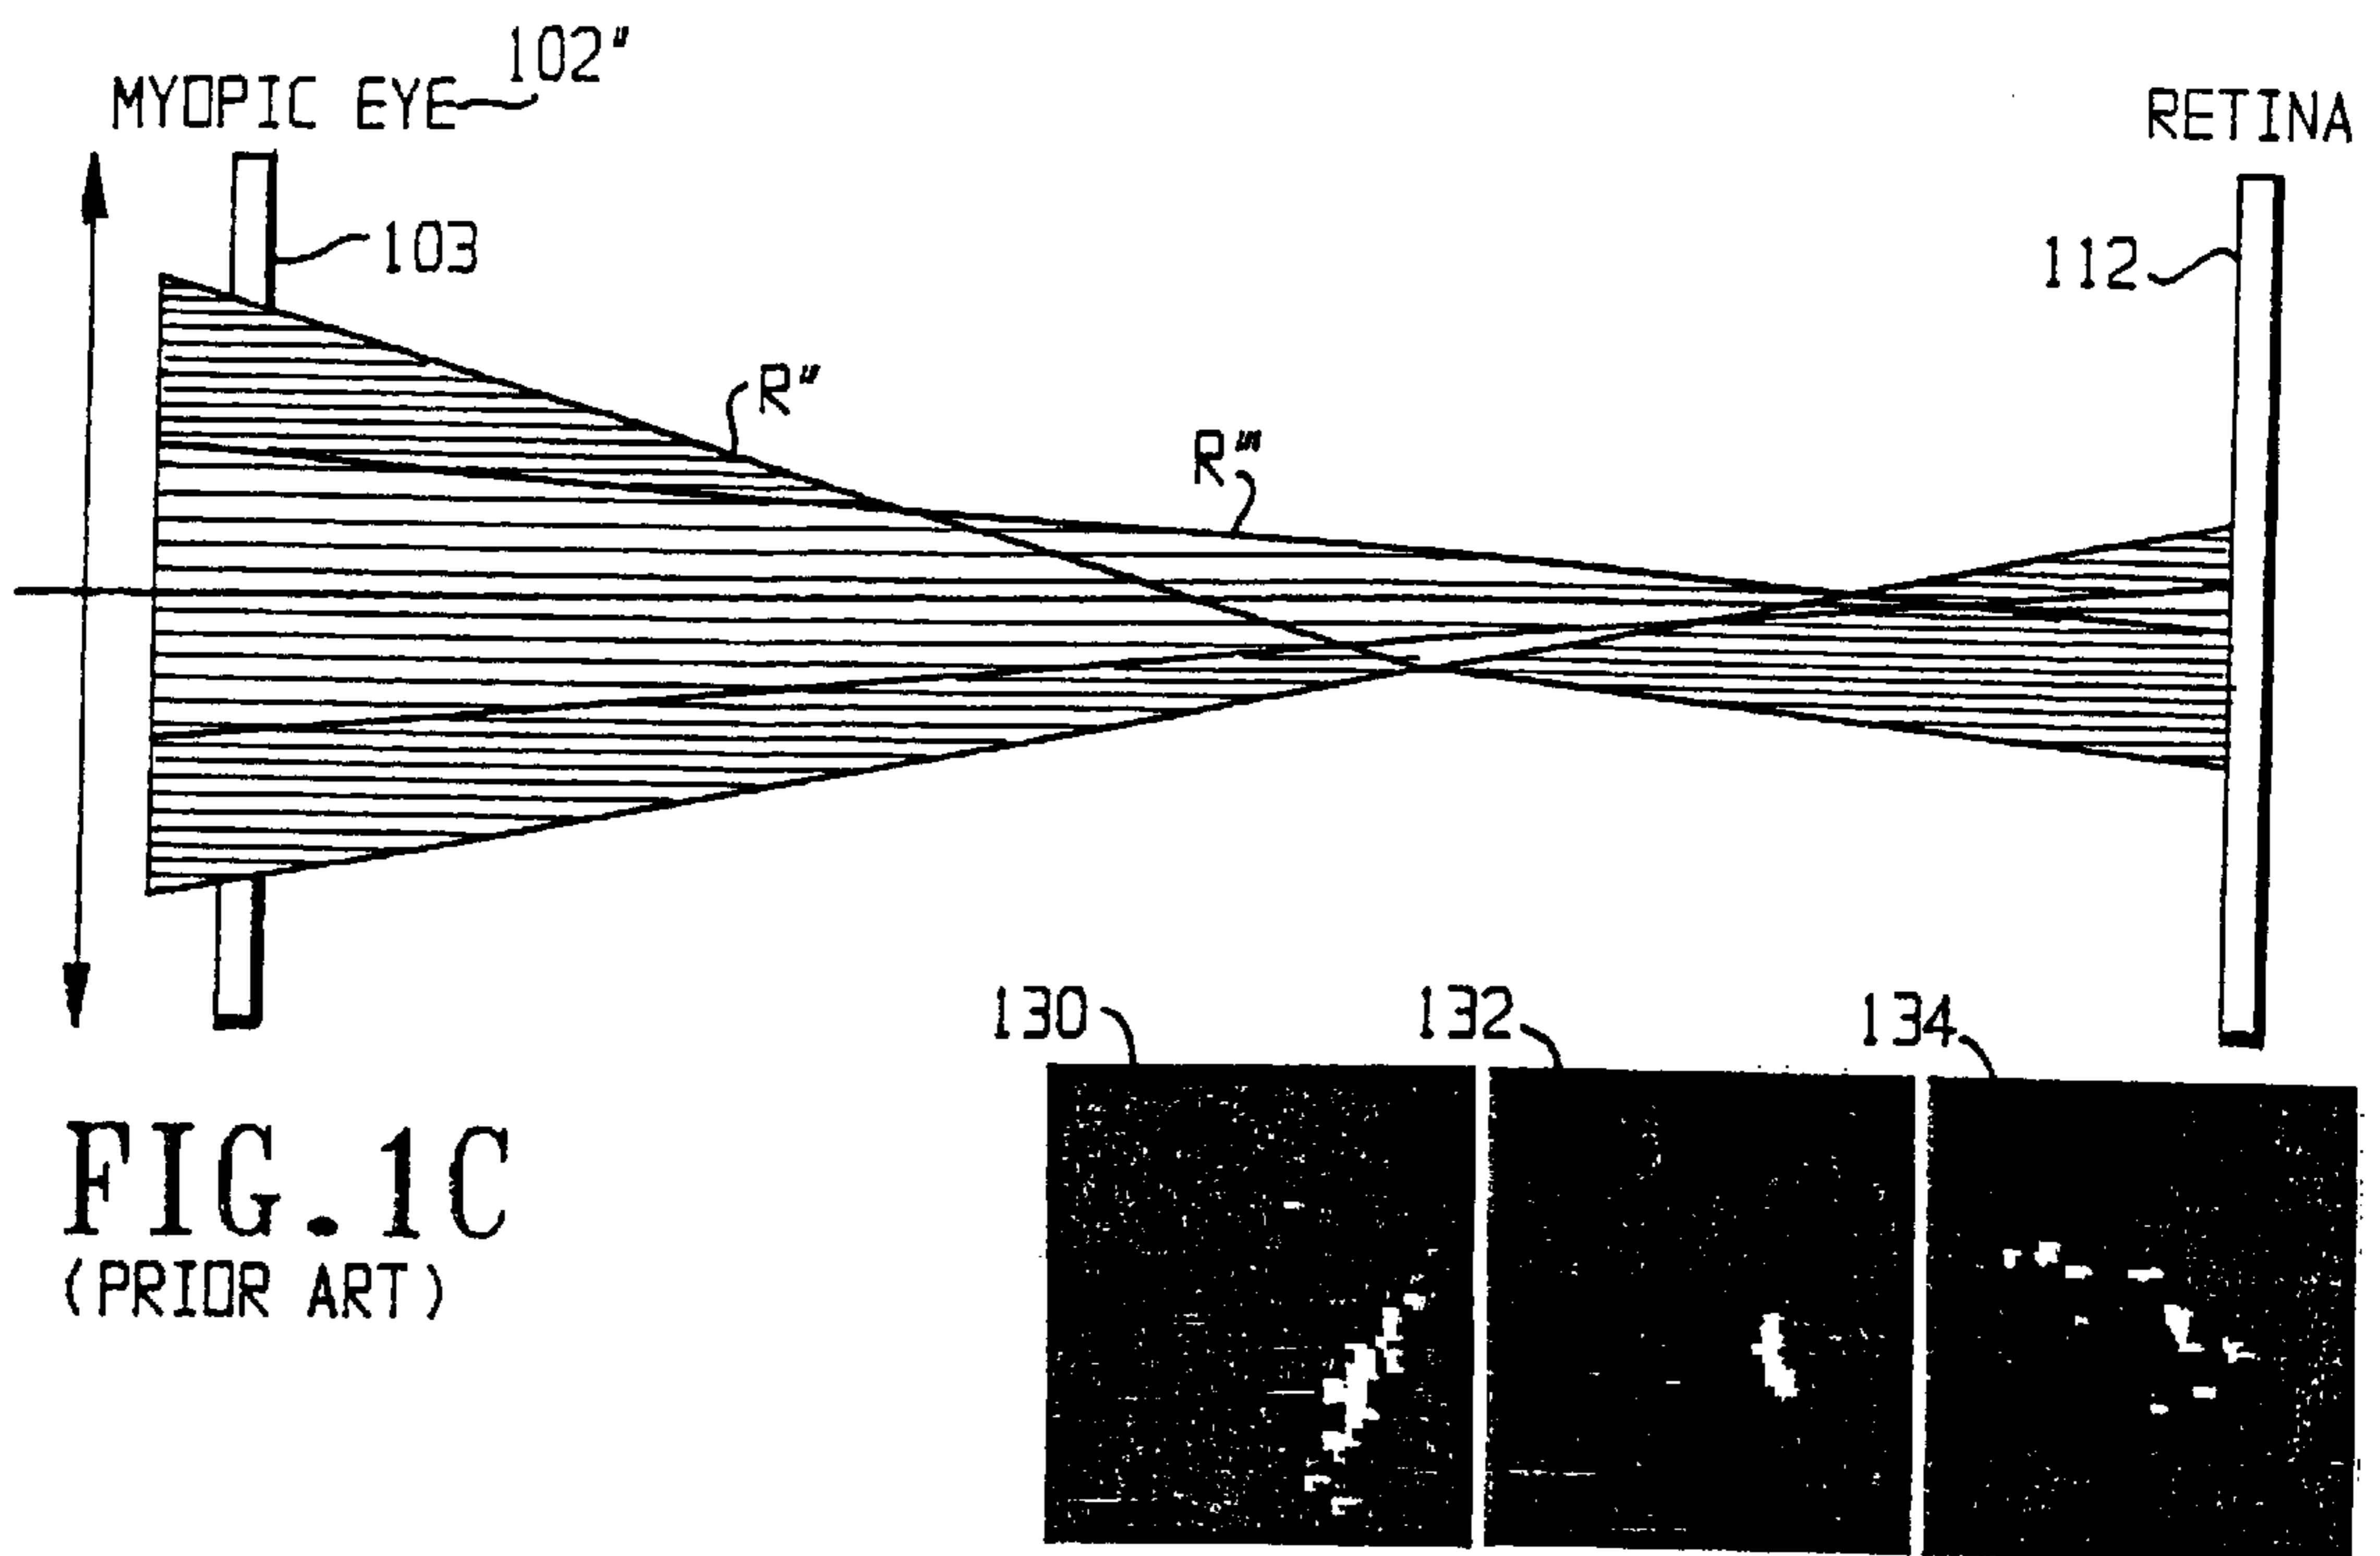 MYOPIC EYE 102"
RETINA
103
112
R"
R"'
130
132
134
FIG. 1C
(PRIOR ART)